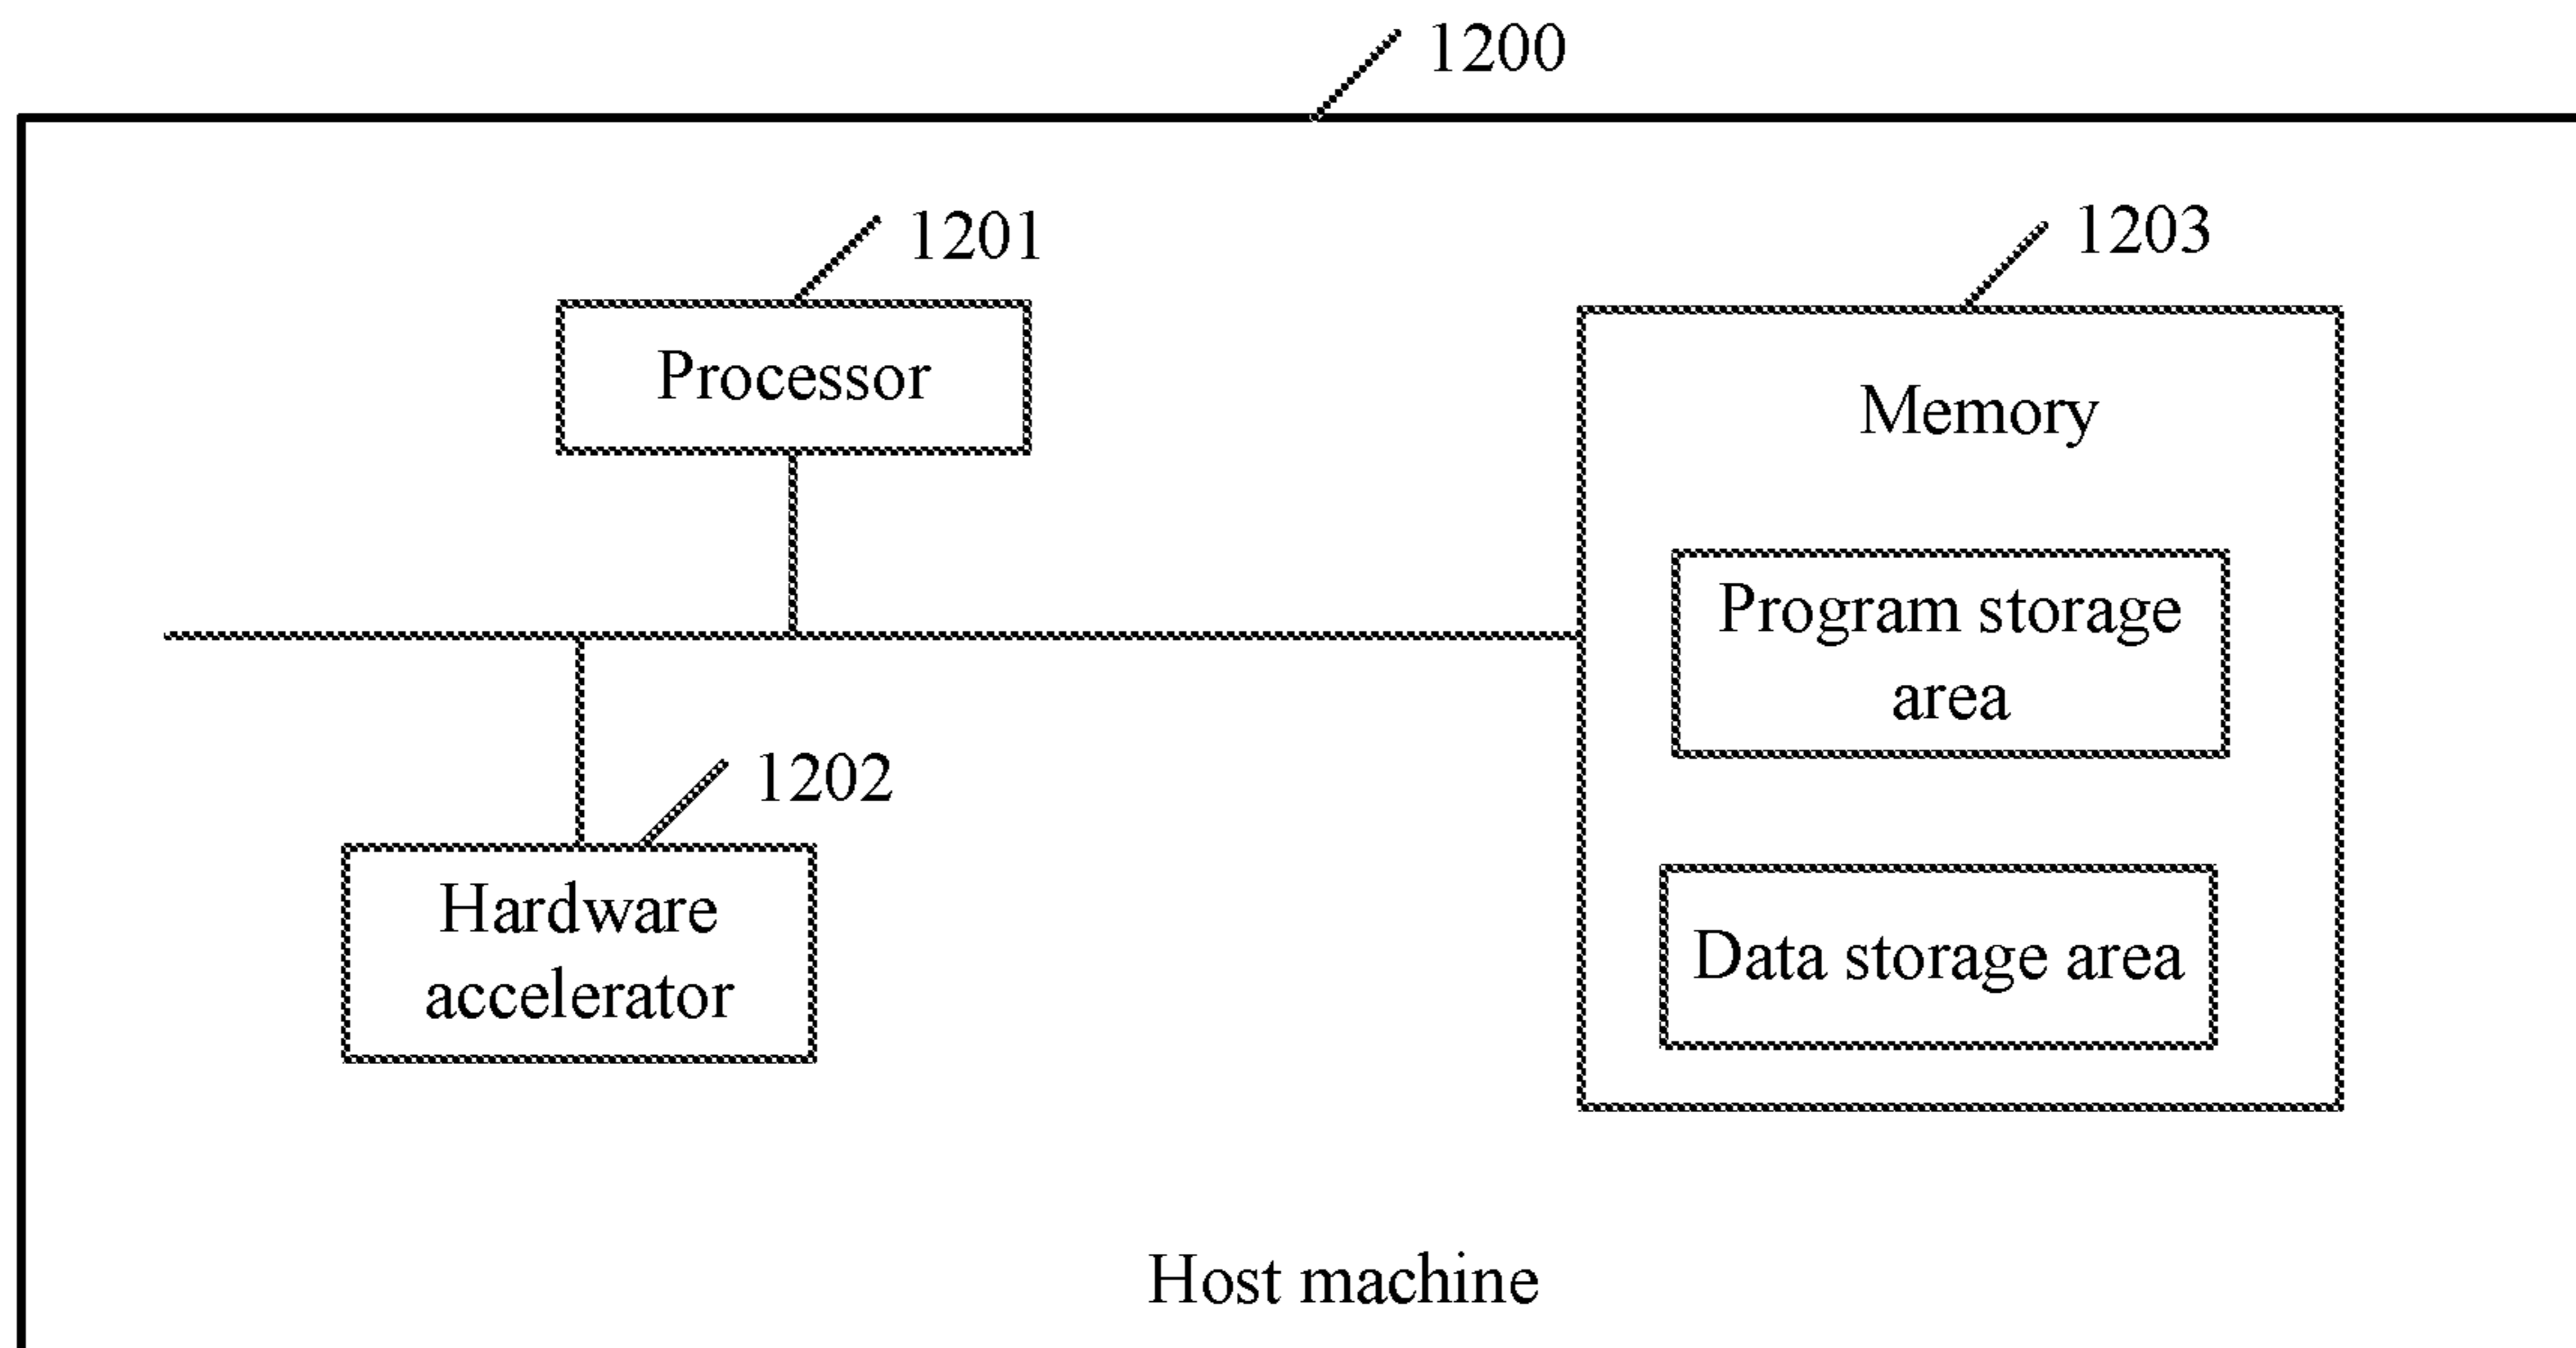 1200
1201
1203
Processor
Memory
Program storage
area
1202
Hardware
accelerator
Data storage area
Host machine